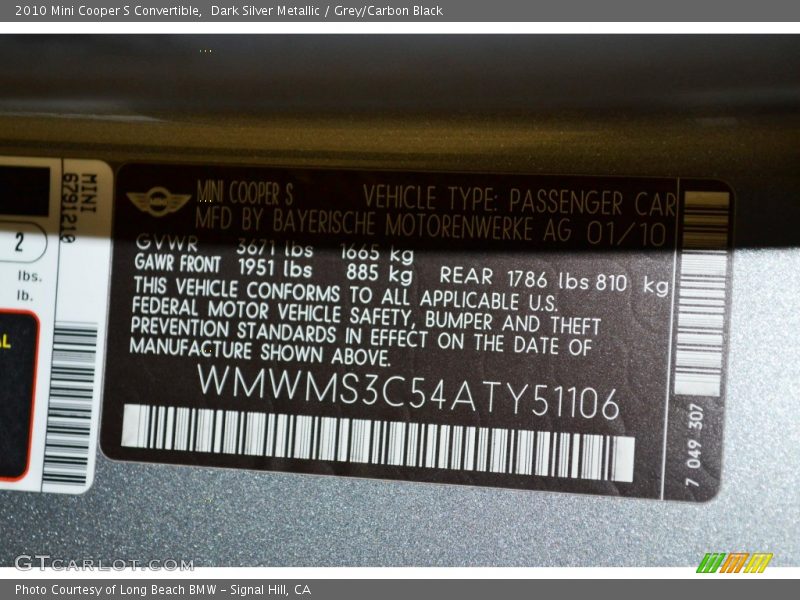 2010 Mini Cooper S Convertible, Dark Silver Metallic / Grey/Carbon Black
MINI
6791210
2
lbs.
lb.
AL
MINI
MINI COOPER S VEHICLE TYPE: PASSENGER CAR
MFD BY BAYERISCHE MOTORENWERKE AG 01/10
GVWR 3671 lbs 1665 kg
GAWR FRONT 1951 lbs 885 kg REAR 1786 lbs 810 kg
THIS VEHICLE CONFORMS TO ALL APPLICABLE U.S.
FEDERAL MOTOR VEHICLE SAFETY, BUMPER AND THEFT
PREVENTION STANDARDS IN EFFECT ON THE DATE OF
MANUFACTURE SHOWN ABOVE.
WMWMS3C54ATY51106
7 049 307
GTCARLOT.COM
Photo Courtesy of Long Beach BMW - Signal Hill, CA